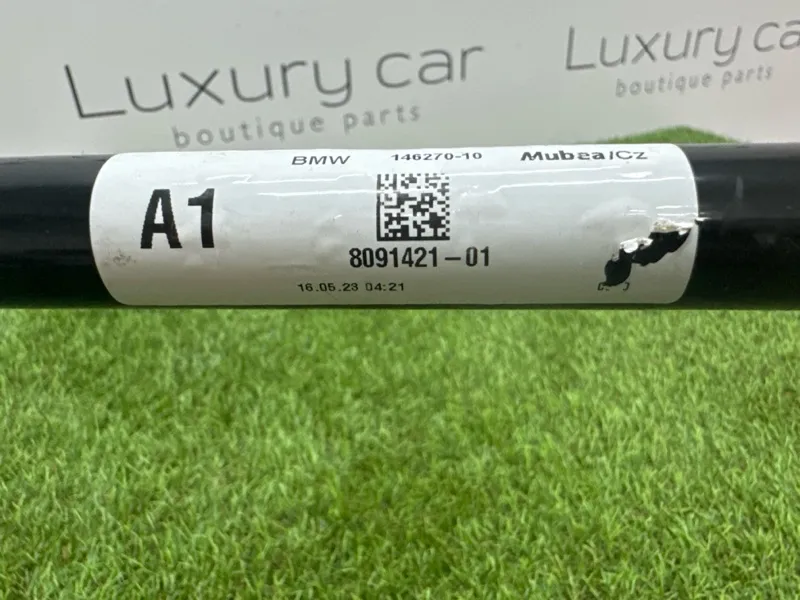 Luxury car
boutique parts
Luxury ca
boutique parts
BMW 146270-10 Mubea/Cz
A1
8091421-01
16.05.23 04:21